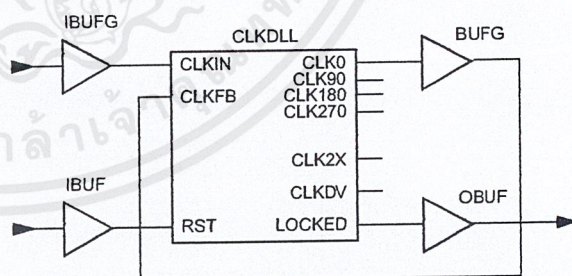 IBUFG
CLKDLL
BUFG
CLKIN
CLK0
CLKFB
CLK90
CLK180
CLK270
CLK2X
CLKDV
IBUF
OBUF
RST
LOCKED